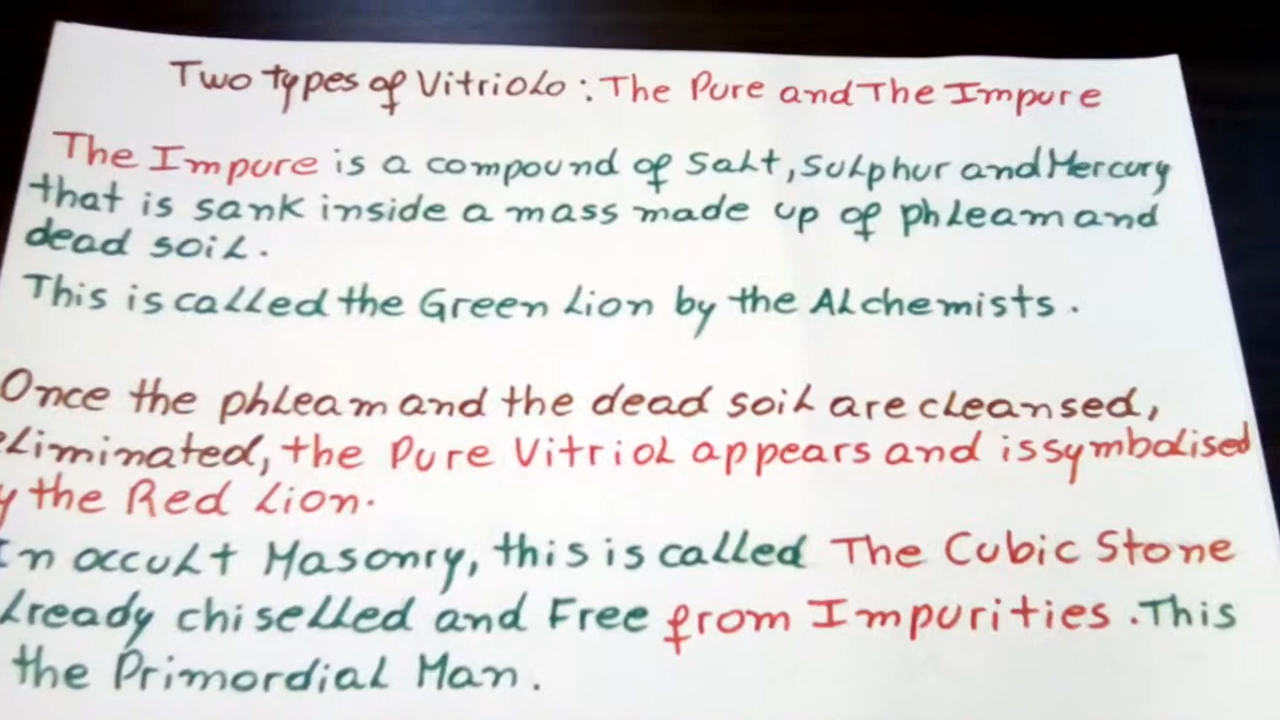 Two types of Vitriolo: The Pure and The Impure
The Impure is a compound of Salt, Sulphur and Mercury
that is sank inside a mass made up of phleam and
dead soil.
This is called the Green Lion by the Alchemists.
Once the phleam and the dead soil are cleansed,
eliminated, the Pure Vitriol appears and is symbolised
y the Red Lion.
In occult Masonry, this is called The Cubic Stone
lready chiselled and Free from Impurities. This
the Primordial Man.